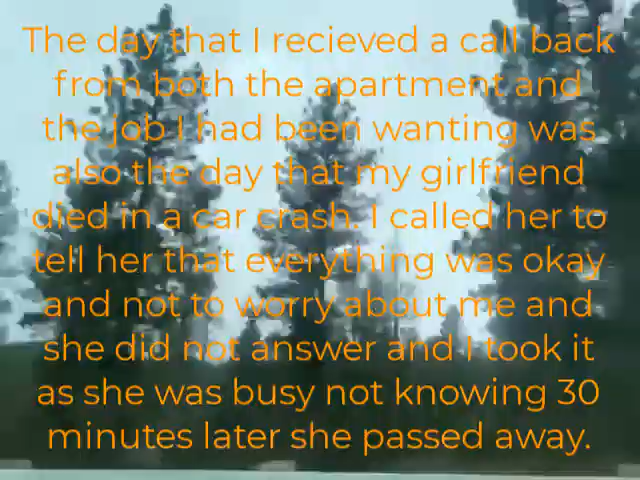 The day that I recieved a call back
from both the apartment and
the job I had been wanting was
also the day that my girlfriend
died in a car crash. I called her to
tell her that everything was okay
and not to worry about me and
she did not answer and I took it
as she was busy not knowing 30
minutes later she passed away.